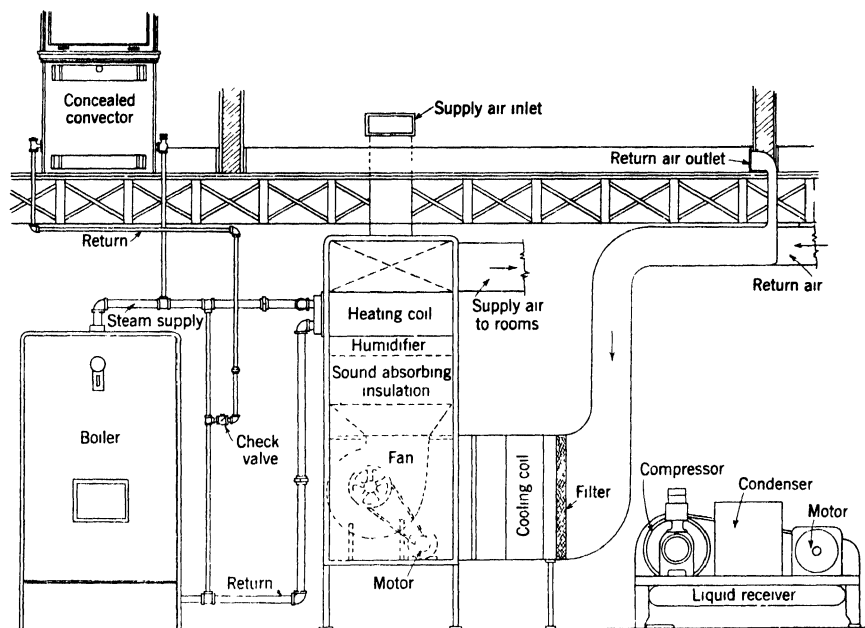 Concealed
convector
Supply air inlet
Return air outlet
Return
Return air
Steam supply
Supply air
to rooms
Heating coil
Humidifier
Sound absorbing
insulation
Boiler
Check
valve
Fan
Cooling coil
Filter
Compressor
Condenser
Motor
Motor
Return
Liquid receiver